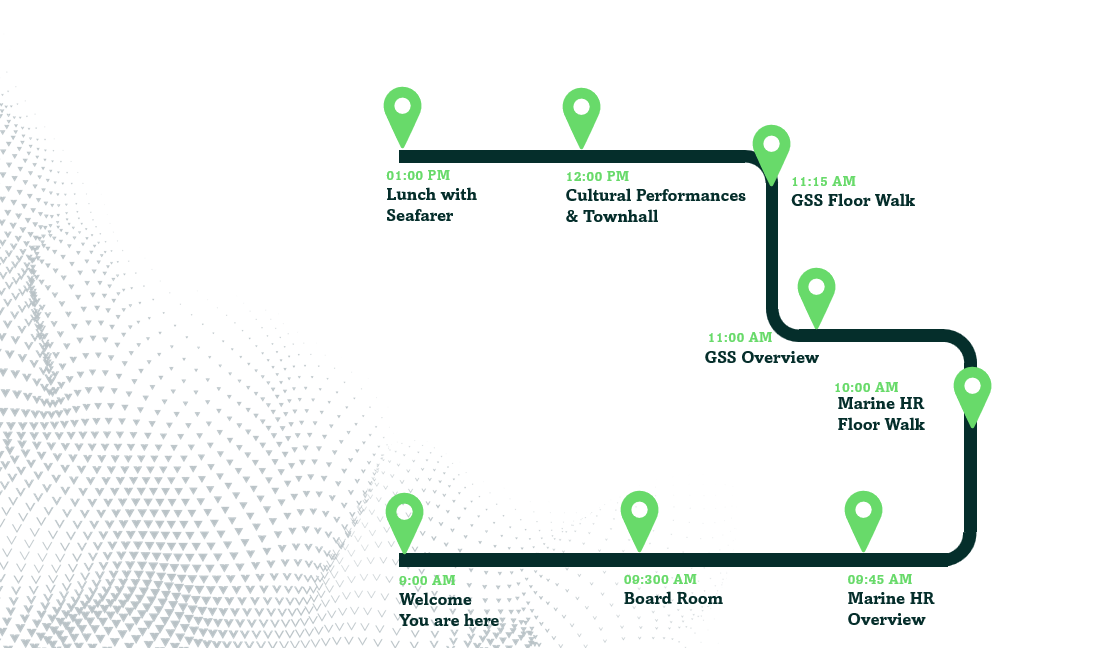 01:00 PM
Lunch with
Seafarer
12:00 PM
Cultural Performances
& Townhall
11:15 AM
GSS Floor Walk
11:00 AM
GSS Overview
10:00 AM
Marine HR
Floor Walk
9:00 AM
Welcome
You are here
09:300 AM
Board Room
09:45 AM
Marine HR
Overview